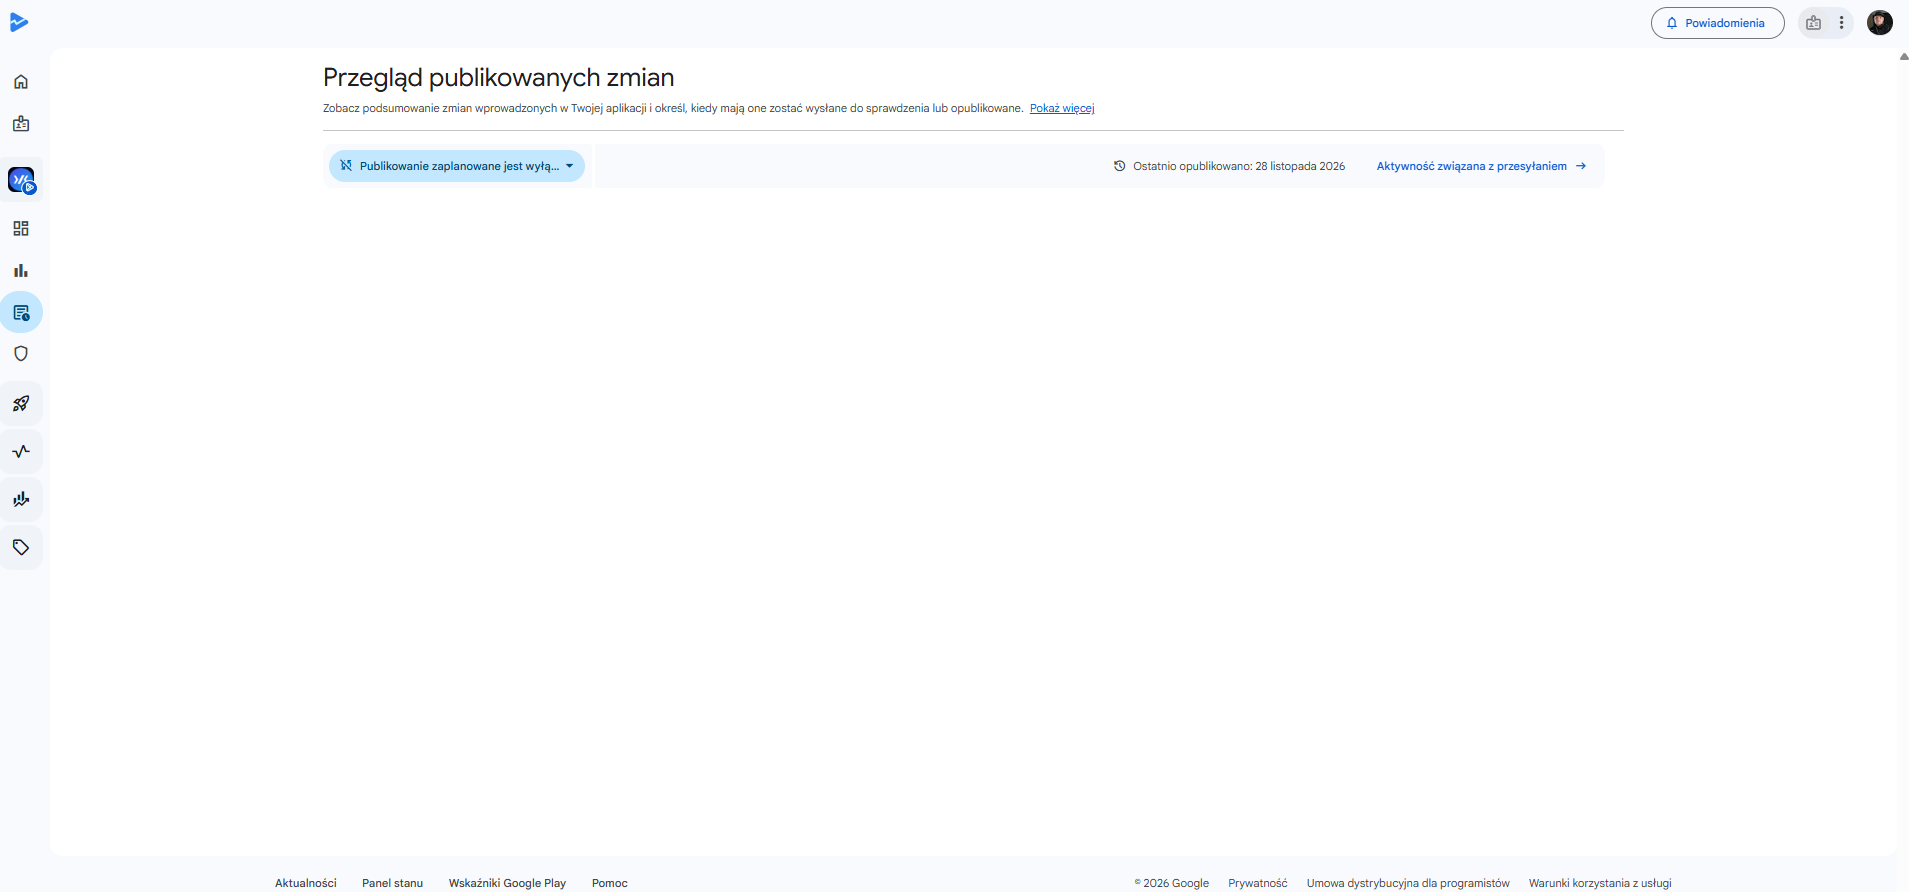 Powiadomienia
Przegląd publikowanych zmian
Zobacz podsumowanie zmian wprowadzonych w Twojej aplikacji i określ, kiedy mają one zostać wysłane do sprawdzenia lub opublikowane. Pokaż więcej
Publikowanie zaplanowane jest wyłą... Ostatnio opublikowano: 28 listopada 2026 Aktywność związana z przesyłaniem
Aktualności Panel stanu Wskaźniki Google Play Pomoc © 2026 Google Prywatność Umowa dystrybucyjna dla programistów Warunki korzystania z usługi